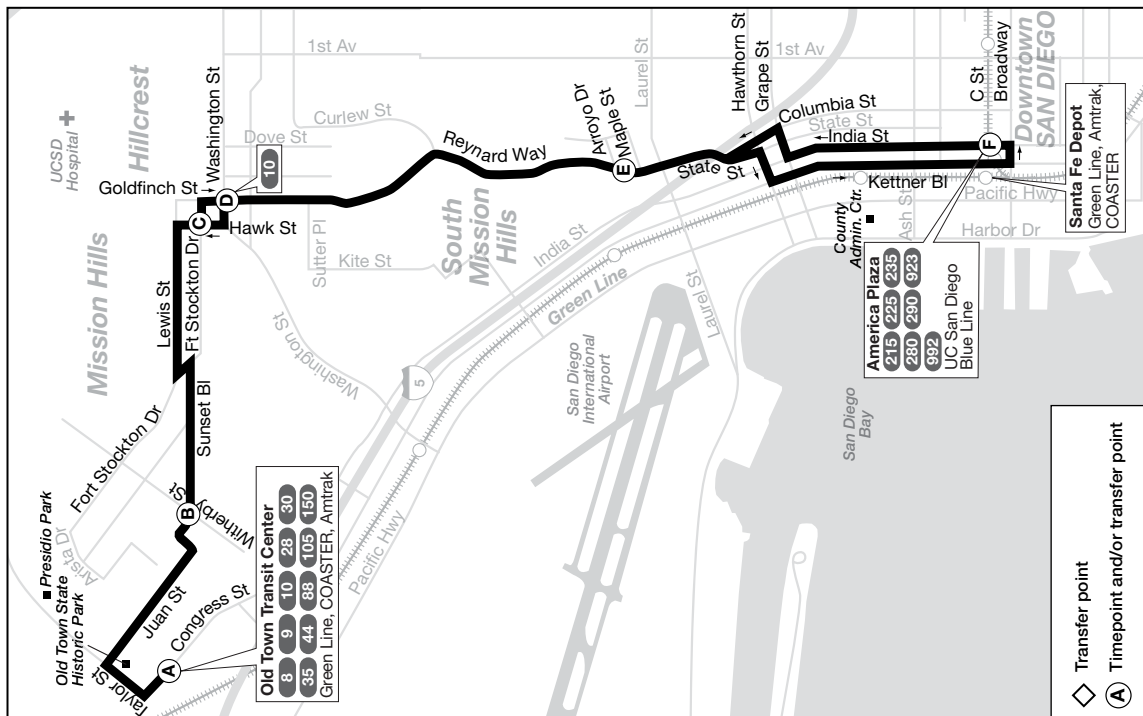 UCSD
Hospital
Hillcrest
Mission Hills
Washington St
1st Av
Goldfinch St
Dove St
Curlew St
10
C
D
Hawk St
Lewis St
Ft Stockton Dr
Sutter Pl
Kite St
Reynard Way
South
Mission
Hills
Arroyo Dr
Maple St
E
Laurel St
Hawthorn St
Grape St
1st Av
Columbia St
State St
India St
State St
C St
Broadway
Downtown
SAN DIEGO
F
Kettner Bl
Pacific Hwy
Santa Fe Depot
Green Line, Amtrak,
COASTER
County
Admin. Ctr.
Ash St
Harbor Dr
America Plaza
215 225 235
280 290 923
992
UC San Diego
Blue Line
India St
Green Line
Laurel St
Washington St
5
San Diego
International
Airport
San Diego
Bay
Pacific Hwy
Fort Stockton Dr
Sunset Bl
Witherby St
B
Arista Dr
Presidio Park
Old Town State
Historic Park
Juan St
Taylor St
Congress St
A
Old Town Transit Center
8 9 10 28 30
35 44 88 105 150
Green Line, COASTER, Amtrak
Transfer point
A Timepoint and/or transfer point